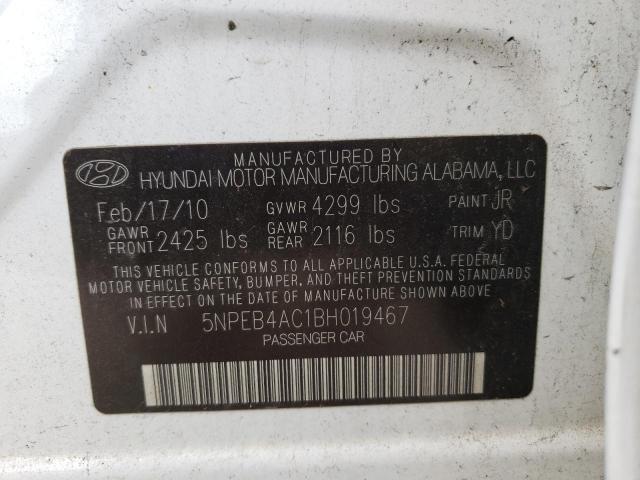 MANUFACTURED BY
HYUNDAI MOTOR MANUFACTURING ALABAMA, LLC
Feb/17/10 GVWR 4299 lbs PAINT JR
GAWR FRONT 2425 lbs GAWR REAR 2116 lbs TRIM YD
THIS VEHICLE CONFORMS TO ALL APPLICABLE U.S.A. FEDERAL
MOTOR VEHICLE SAFETY, BUMPER, AND THEFT PREVENTION STANDARDS
IN EFFECT ON THE DATE OF MANUFACTURE SHOWN ABOVE.
V.I.N 5NPEB4AC1BH019467
PASSENGER CAR